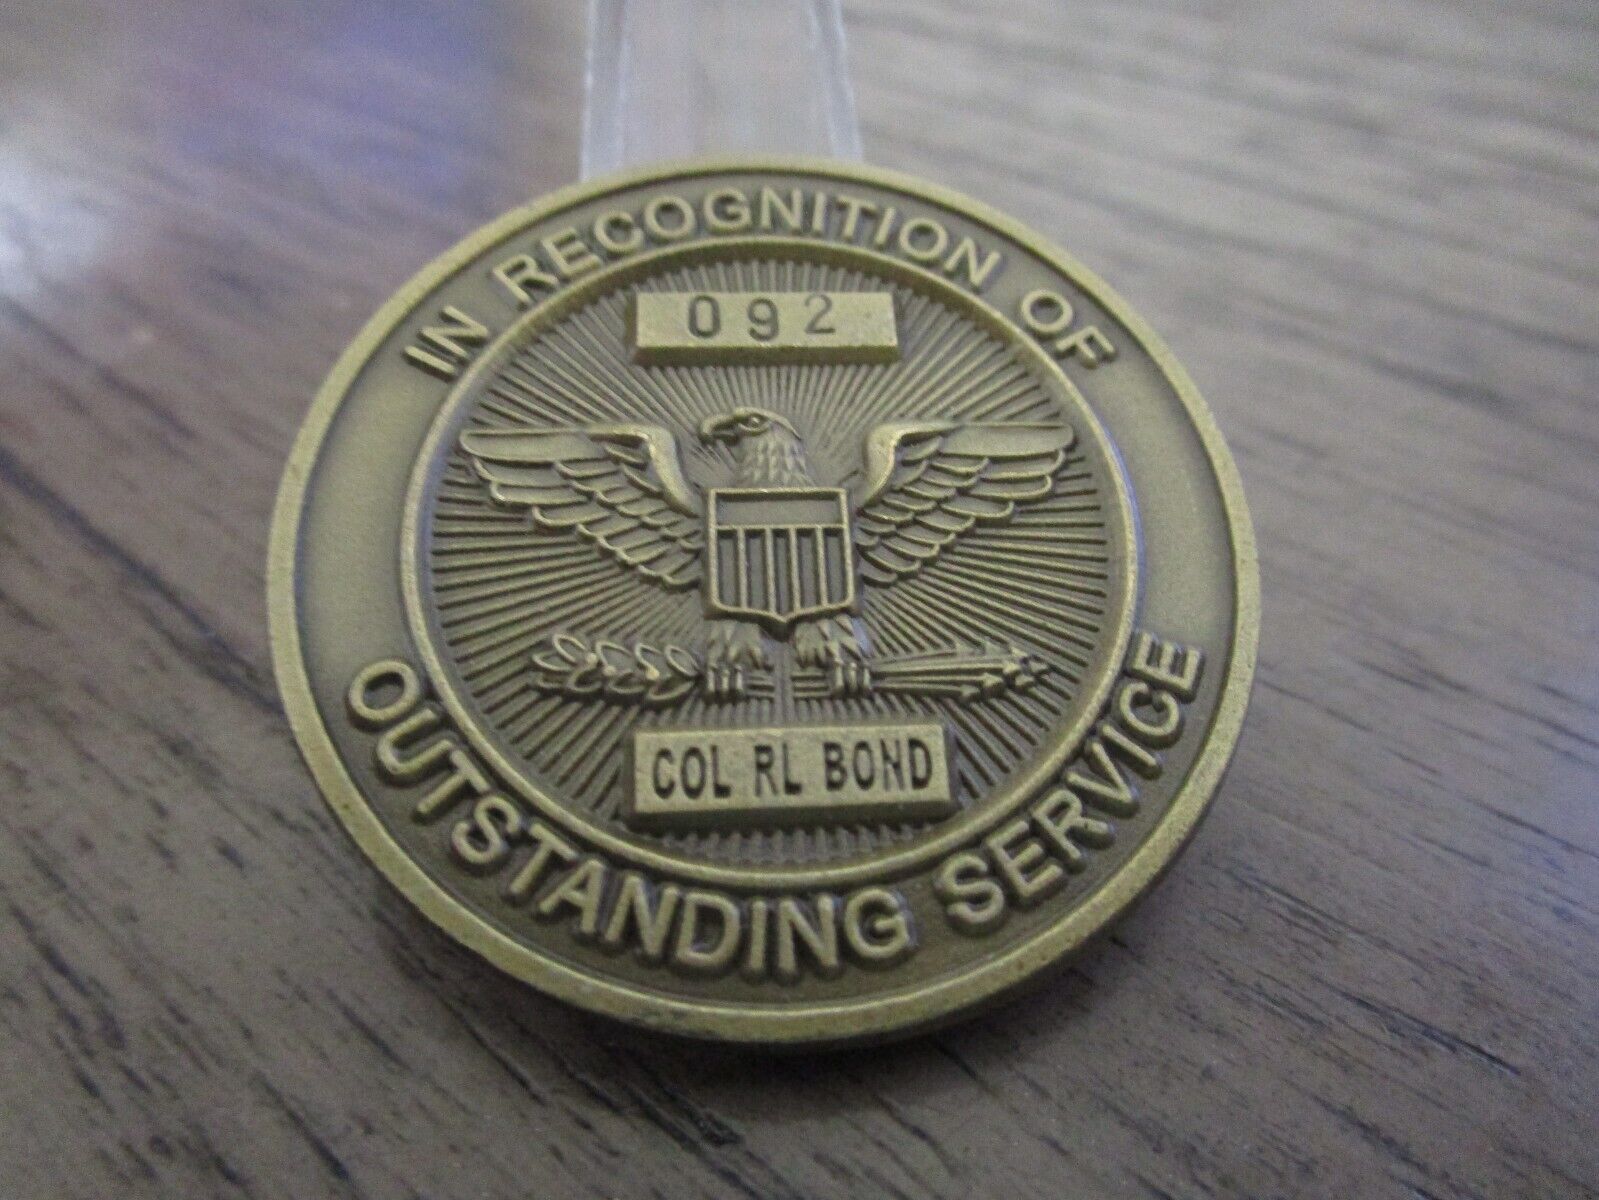 IN RECOGNITION OF
092
COL RL BOND
OUTSTANDING SERVICE